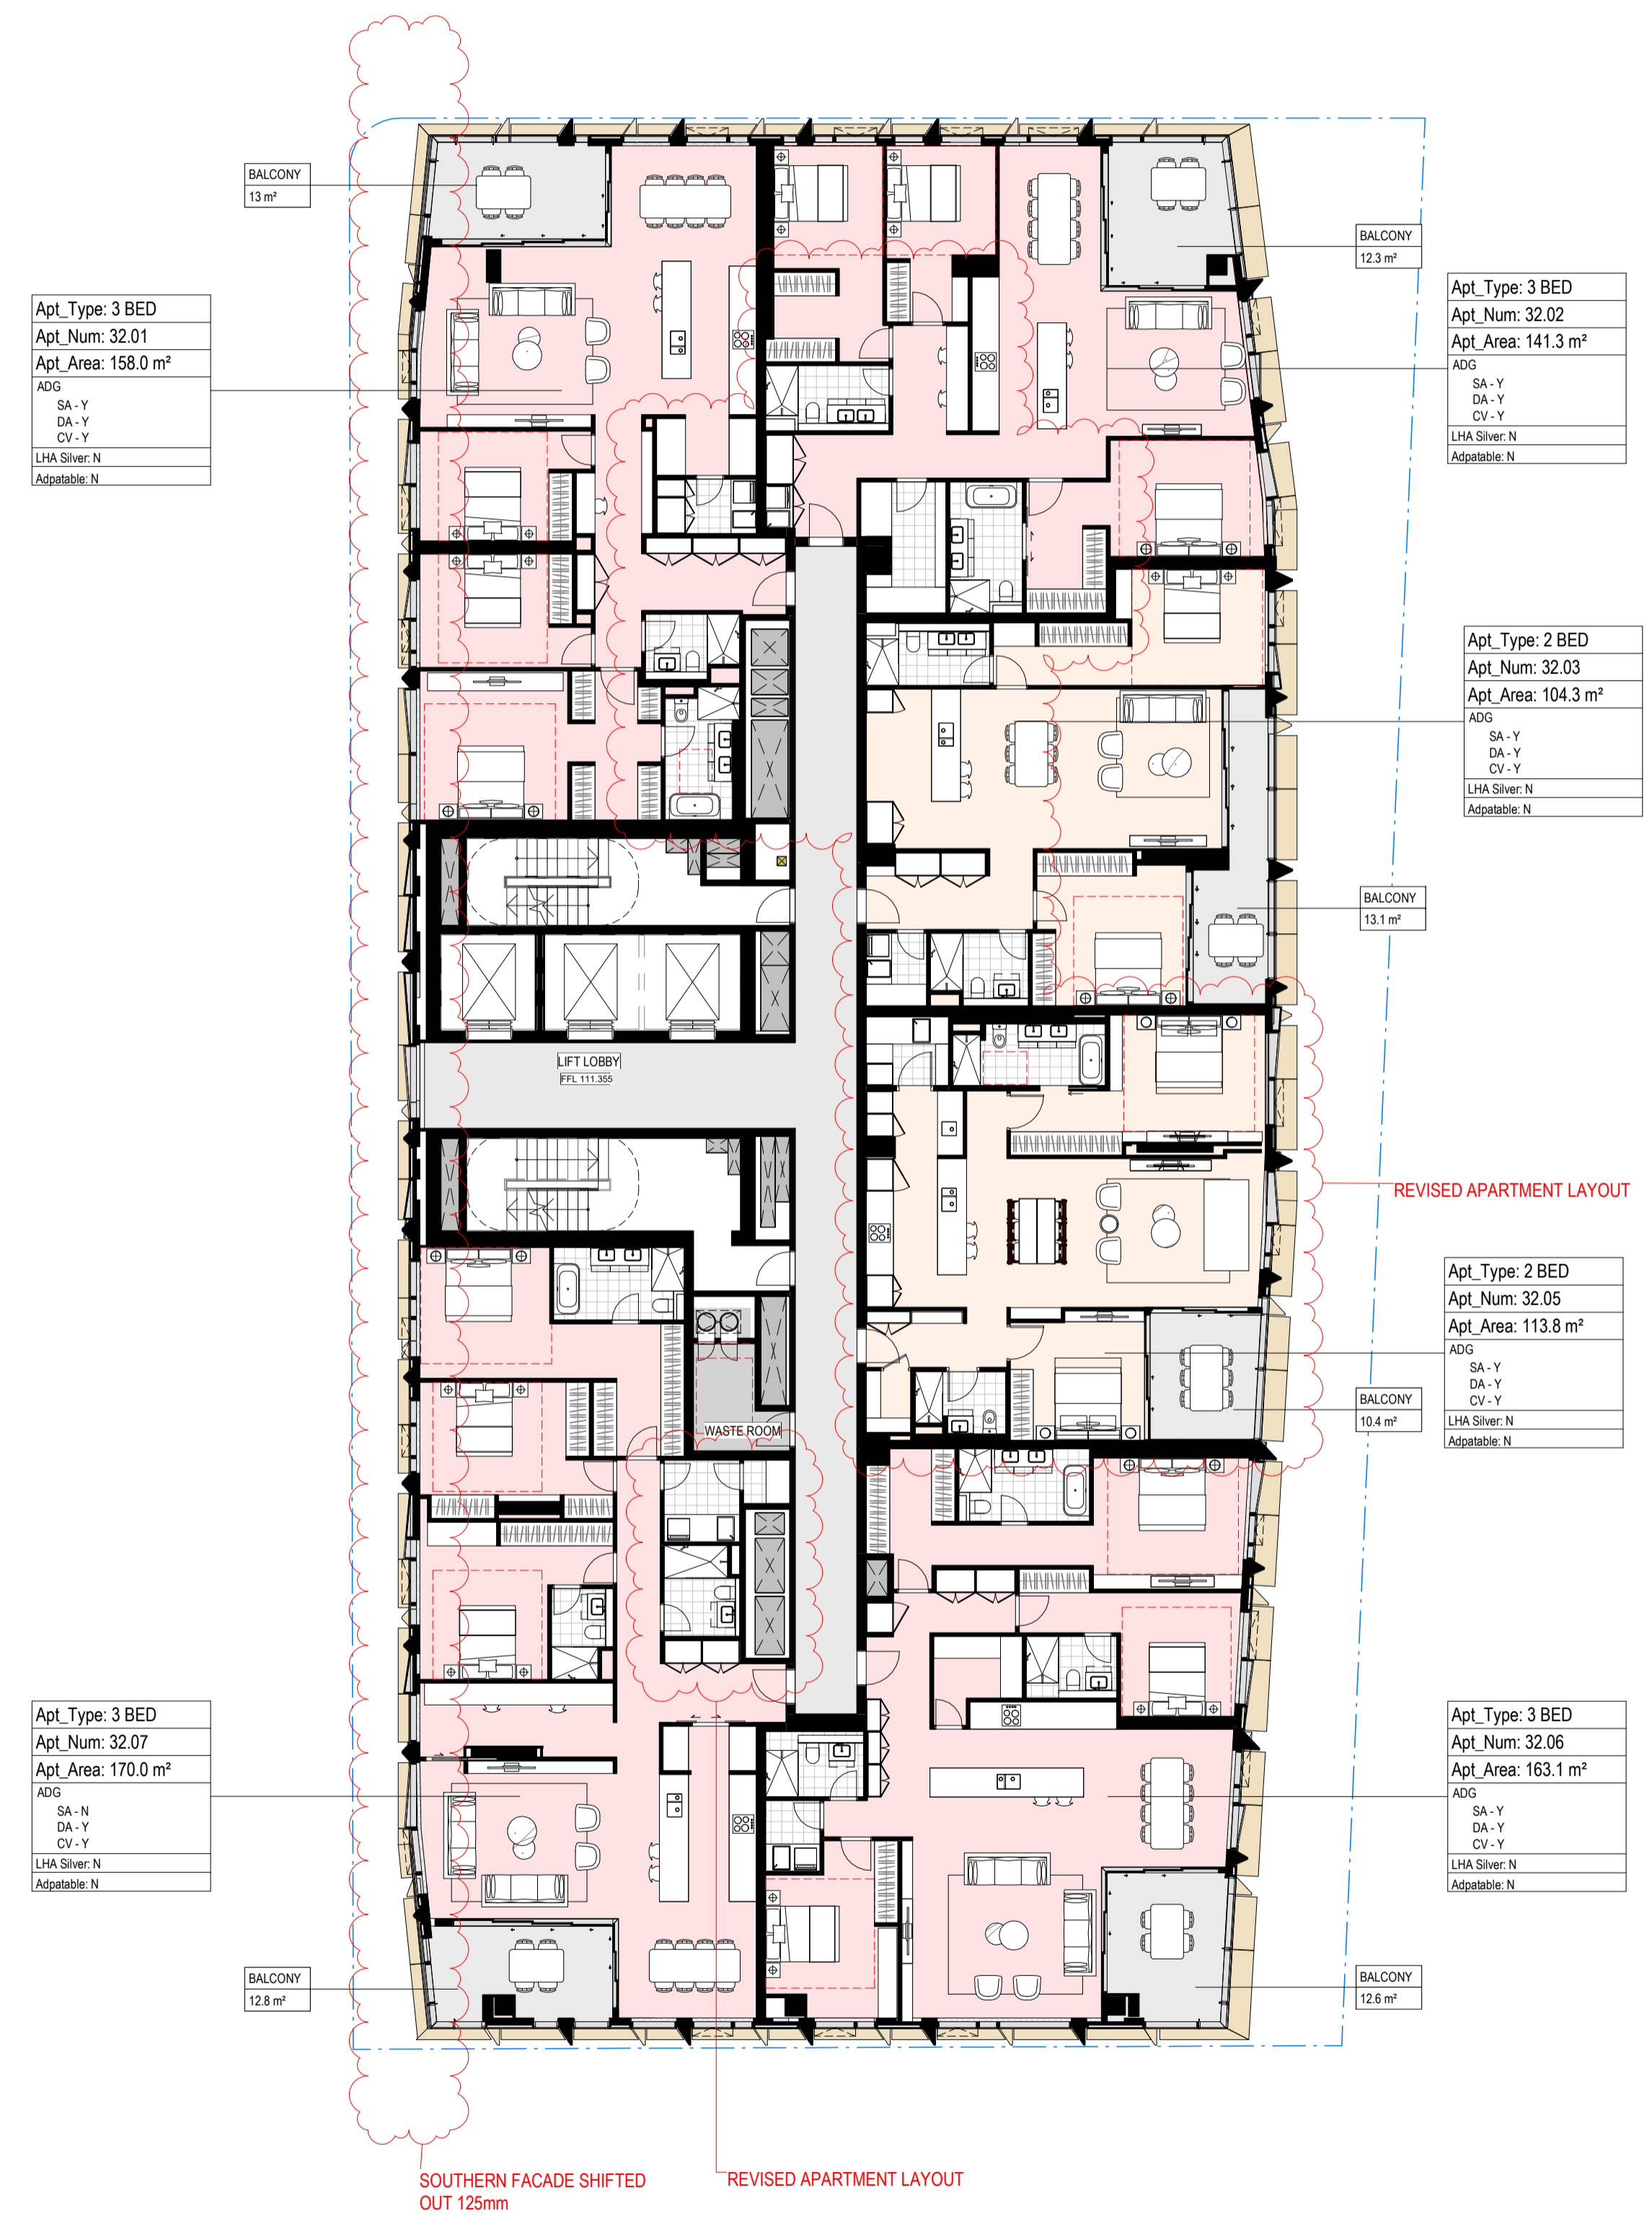 BALCONY
13 m²
Apt_Type: 3 BED
Apt_Num: 32.01
Apt_Area: 158.0 m²
ADG
SA - Y
DA - Y
CV - Y
LHA Silver: N
Adpatable: N
BALCONY
12.3 m²
Apt_Type: 3 BED
Apt_Num: 32.02
Apt_Area: 141.3 m²
ADG
SA - Y
DA - Y
CV - Y
LHA Silver: N
Adpatable: N
Apt_Type: 2 BED
Apt_Num: 32.03
Apt_Area: 104.3 m²
ADG
SA - Y
DA - Y
CV - Y
LHA Silver: N
Adpatable: N
BALCONY
13.1 m²
LIFT LOBBY
FFL 111.355
REVISED APARTMENT LAYOUT
Apt_Type: 2 BED
Apt_Num: 32.05
Apt_Area: 113.8 m²
ADG
SA - Y
DA - Y
CV - Y
LHA Silver: N
Adpatable: N
BALCONY
10.4 m²
WASTE ROOM
Apt_Type: 3 BED
Apt_Num: 32.07
Apt_Area: 170.0 m²
ADG
SA - N
DA - Y
CV - Y
LHA Silver: N
Adpatable: N
Apt_Type: 3 BED
Apt_Num: 32.06
Apt_Area: 163.1 m²
ADG
SA - Y
DA - Y
CV - Y
LHA Silver: N
Adpatable: N
BALCONY
12.8 m²
BALCONY
12.6 m²
SOUTHERN FACADE SHIFTED
OUT 125mm
REVISED APARTMENT LAYOUT